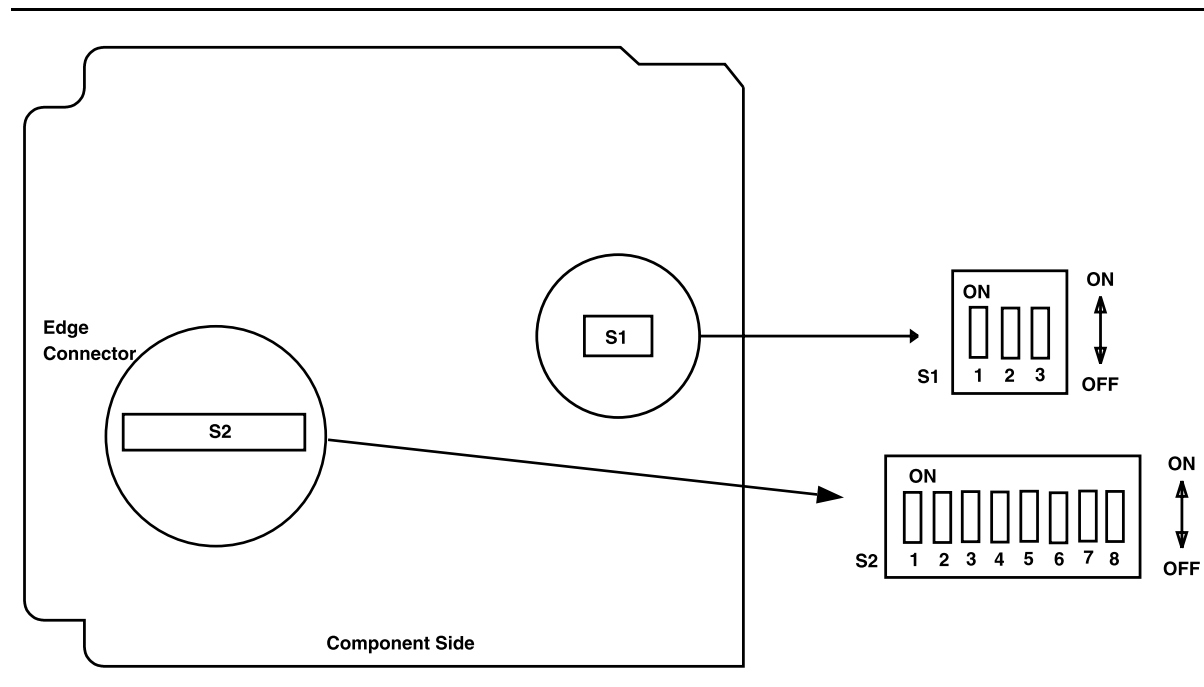 Edge
Connector
S1
S2
Component Side
ON
S1
1 2 3
ON
OFF
ON
S2
1 2 3 4 5 6 7 8
ON
OFF